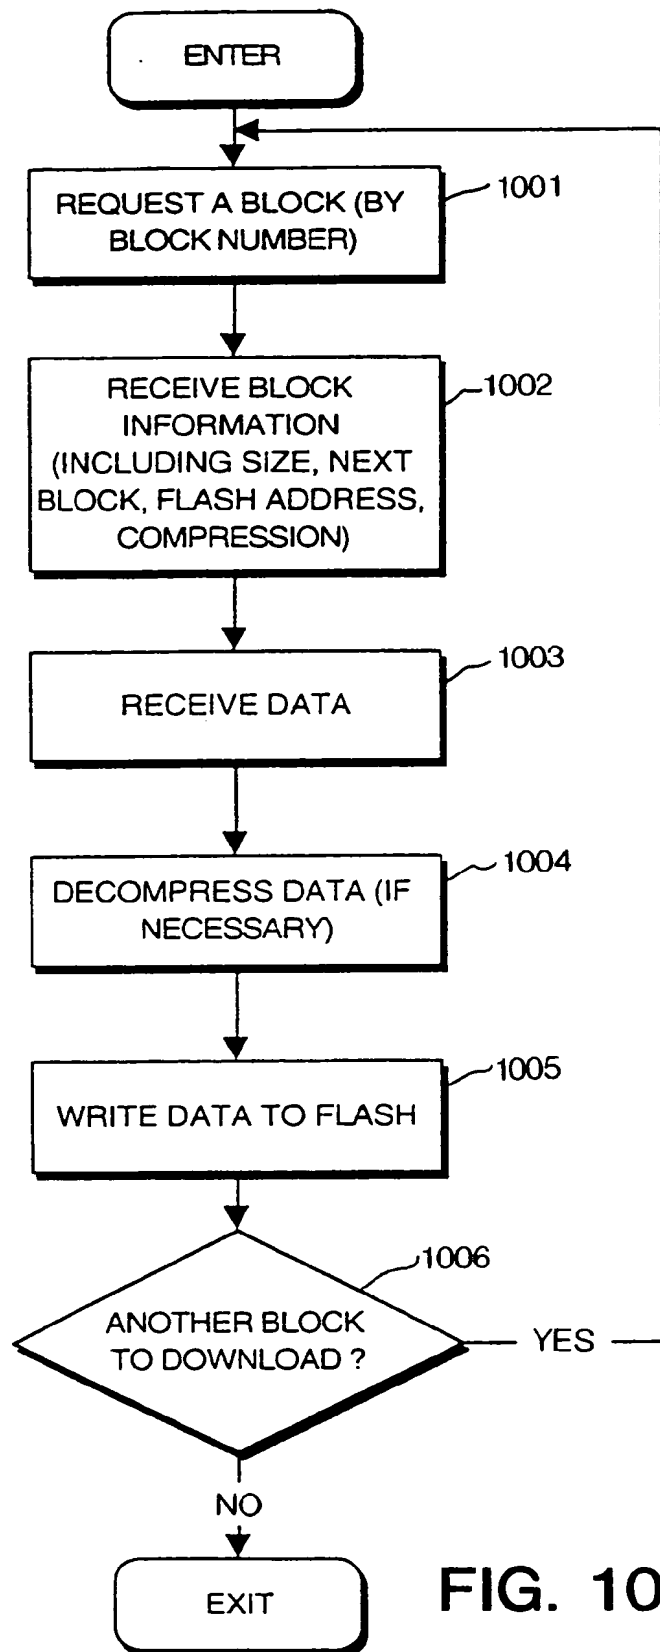 ENTER
REQUEST A BLOCK (BY
BLOCK NUMBER)
1001
RECEIVE BLOCK
INFORMATION
(INCLUDING SIZE, NEXT
BLOCK, FLASH ADDRESS,
COMPRESSION)
1002
RECEIVE DATA
1003
DECOMPRESS DATA (IF
NECESSARY)
1004
WRITE DATA TO FLASH
1005
ANOTHER BLOCK
TO DOWNLOAD ?
1006
YES
NO
EXIT
FIG. 10